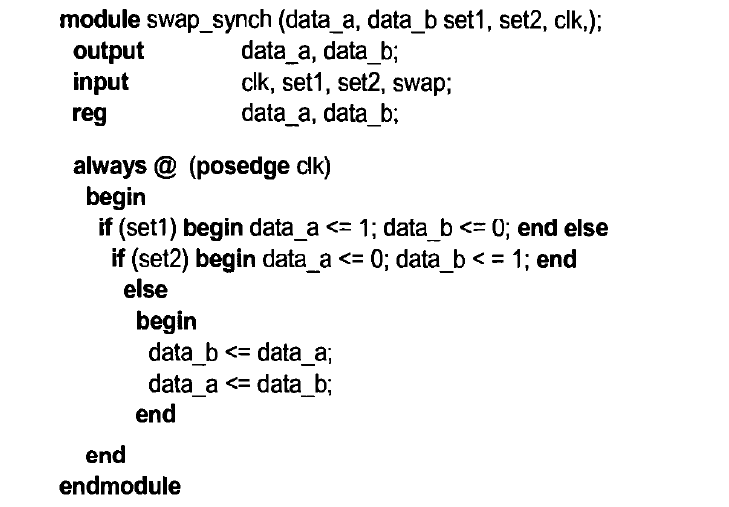 module swap_synch (data_a, data_b set1, set2, clk,);
output data_a, data_b;
input clk, set1, set2, swap;
reg data_a, data_b;
always @ (posedge clk)
begin
if (set1) begin data_a <= 1; data_b <= 0; end else
if (set2) begin data_a <= 0; data_b < = 1; end
else
begin
data_b <= data_a;
data_a <= data_b;
end
end
endmodule